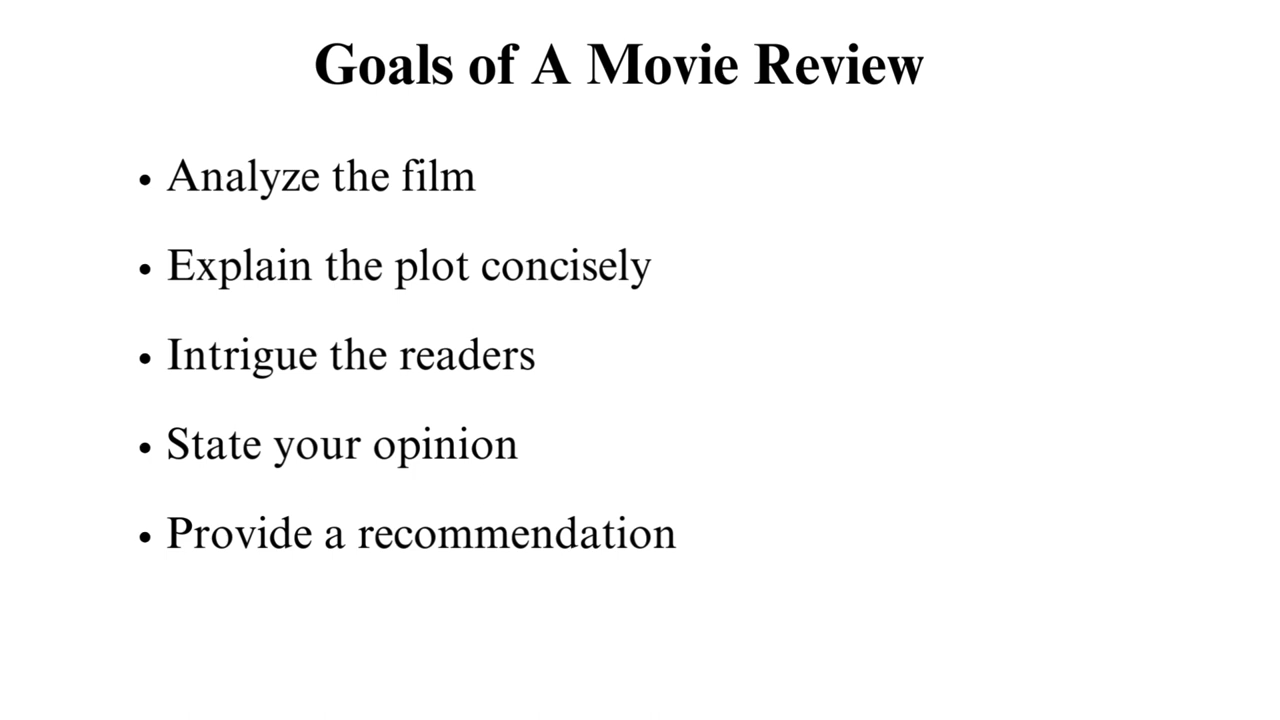 Goals of A Movie Review
• Analyze the film
• Explain the plot concisely
• Intrigue the readers
• State your opinion
• Provide a recommendation